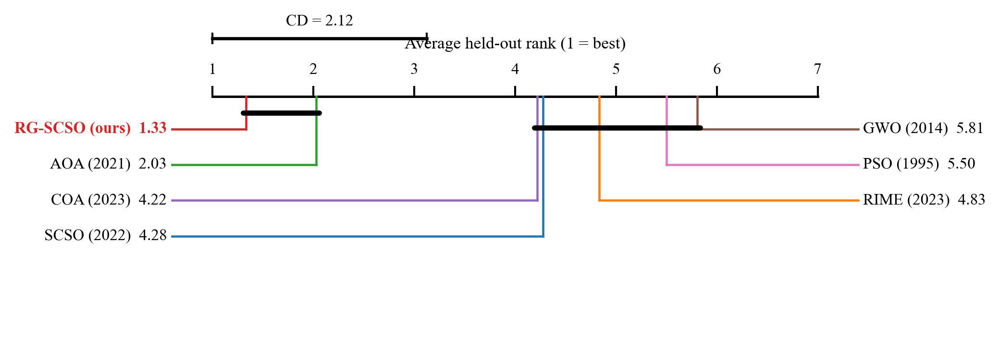 CD = 2.12
Average held-out rank (1 = best)
1 2 3 4 5 6 7
RG-SCSO (ours) 1.33
GWO (2014) 5.81
AOA (2021) 2.03
PSO (1995) 5.50
COA (2023) 4.22
RIME (2023) 4.83
SCSO (2022) 4.28